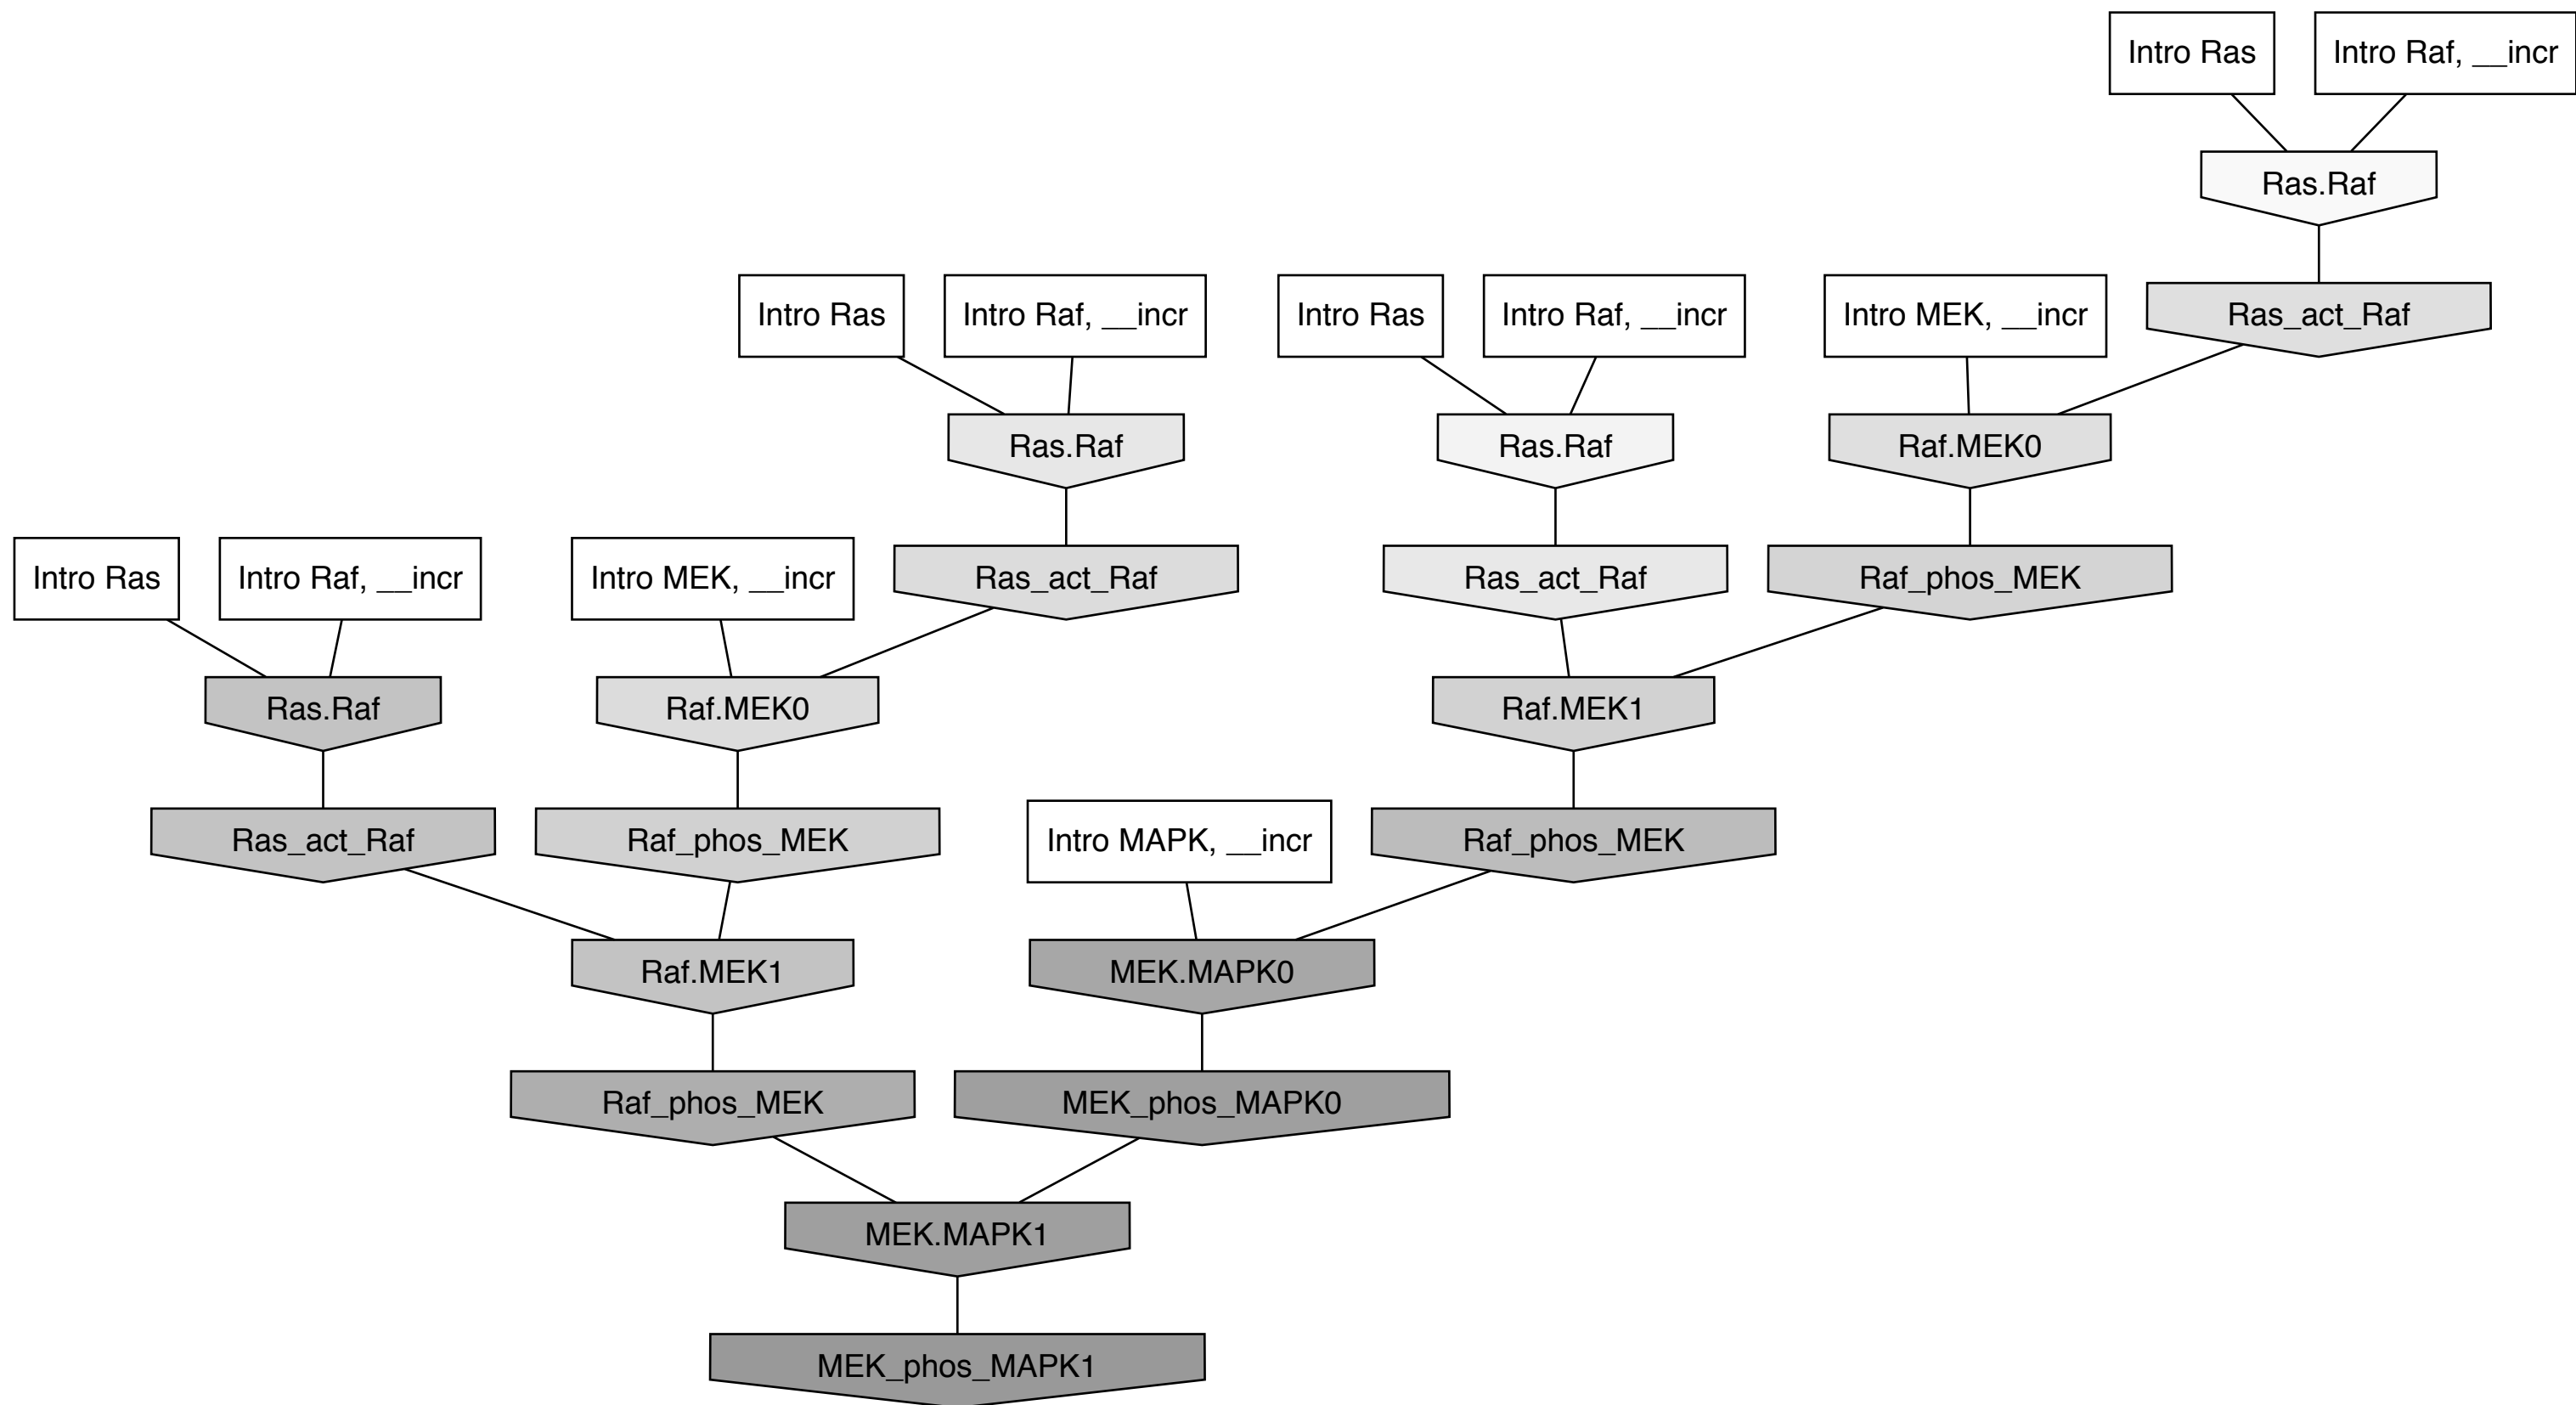 Intro Ras
Intro Raf, __incr
Ras.Raf
Intro Ras
Intro Raf, __incr
Intro Ras
Intro Raf, __incr
Intro MEK, __incr
Ras_act_Raf
Ras.Raf
Ras.Raf
Raf.MEK0
Intro Ras
Intro Raf, __incr
Intro MEK, __incr
Ras_act_Raf
Ras_act_Raf
Raf_phos_MEK
Ras.Raf
Raf.MEK0
Raf.MEK1
Ras_act_Raf
Raf_phos_MEK
Intro MAPK, __incr
Raf_phos_MEK
Raf.MEK1
MEK.MAPK0
Raf_phos_MEK
MEK_phos_MAPK0
MEK.MAPK1
MEK_phos_MAPK1